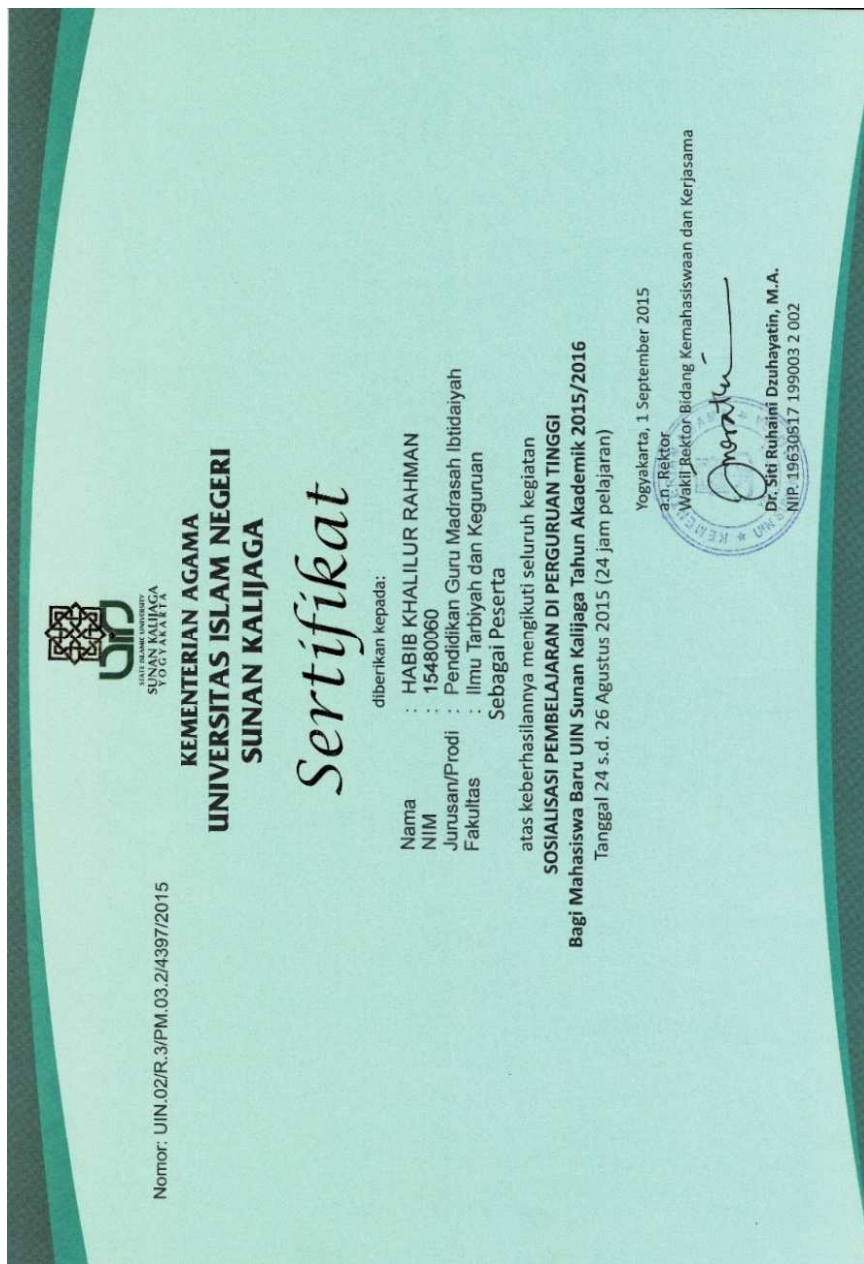 Nomor: UIN.02/R.3/PM.03.2/4397/2015
STATE ISLAMIC UNIVERSITY
SUNAN KALIJAGA
YOGYAKARTA
KEMENTERIAN AGAMA
UNIVERSITAS ISLAM NEGERI
SUNAN KALIJAGA
Sertifikat
diberikan kepada:
Nama : HABIB KHALILUR RAHMAN
NIM : 15480060
Jurusan/Prodi : Pendidikan Guru Madrasah Ibtidaiyah
Fakultas : Ilmu Tarbiyah dan Keguruan
Sebagai Peserta
atas keberhasilannya mengikuti seluruh kegiatan
SOSIALISASI PEMBELAJARAN DI PERGURUAN TINGGI
Bagi Mahasiswa Baru UIN Sunan Kalijaga Tahun Akademik 2015/2016
Tanggal 24 s.d. 26 Agustus 2015 (24 jam pelajaran)
Yogyakarta, 1 September 2015
a.n. Rektor
Wakil Rektor Bidang Kemahasiswaan dan Kerjasama
Dr. Siti Ruhaini Dzuhayatin, M.A.
NIP. 19630517 199003 2 002